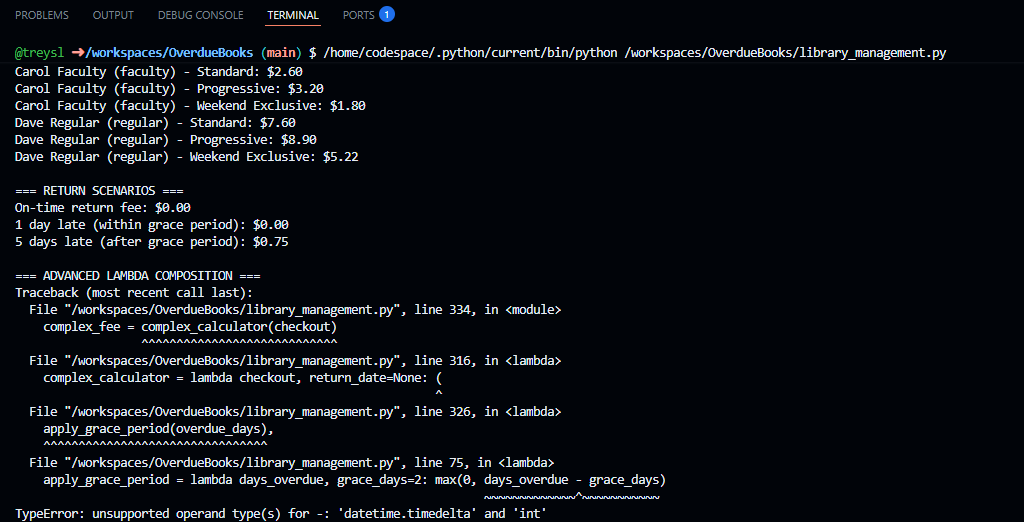 PROBLEMS OUTPUT DEBUG CONSOLE TERMINAL PORTS 1
@treysl ➜/workspaces/OverdueBooks (main) $ /home/codespace/.python/current/bin/python /workspaces/OverdueBooks/library_management.py
Carol Faculty (faculty) - Standard: $2.60
Carol Faculty (faculty) - Progressive: $3.20
Carol Faculty (faculty) - Weekend Exclusive: $1.80
Dave Regular (regular) - Standard: $7.60
Dave Regular (regular) - Progressive: $8.90
Dave Regular (regular) - Weekend Exclusive: $5.22

=== RETURN SCENARIOS ===
On-time return fee: $0.00
1 day late (within grace period): $0.00
5 days late (after grace period): $0.75

=== ADVANCED LAMBDA COMPOSITION ===
Traceback (most recent call last):
  File "/workspaces/OverdueBooks/library_management.py", line 334, in <module>
    complex_fee = complex_calculator(checkout)
                  ^^^^^^^^^^^^^^^^^^^^^^^^^^^^
  File "/workspaces/OverdueBooks/library_management.py", line 316, in <lambda>
    complex_calculator = lambda checkout, return_date=None: (
                                                            ^
  File "/workspaces/OverdueBooks/library_management.py", line 326, in <lambda>
    apply_grace_period(overdue_days),
    ^^^^^^^^^^^^^^^^^^^^^^^^^^^^^^^^
  File "/workspaces/OverdueBooks/library_management.py", line 75, in <lambda>
    apply_grace_period = lambda days_overdue, grace_days=2: max(0, days_overdue - grace_days)
                                                                   ~~~~~~~~~~~~~^~~~~~~~~~~~
TypeError: unsupported operand type(s) for -: 'datetime.timedelta' and 'int'